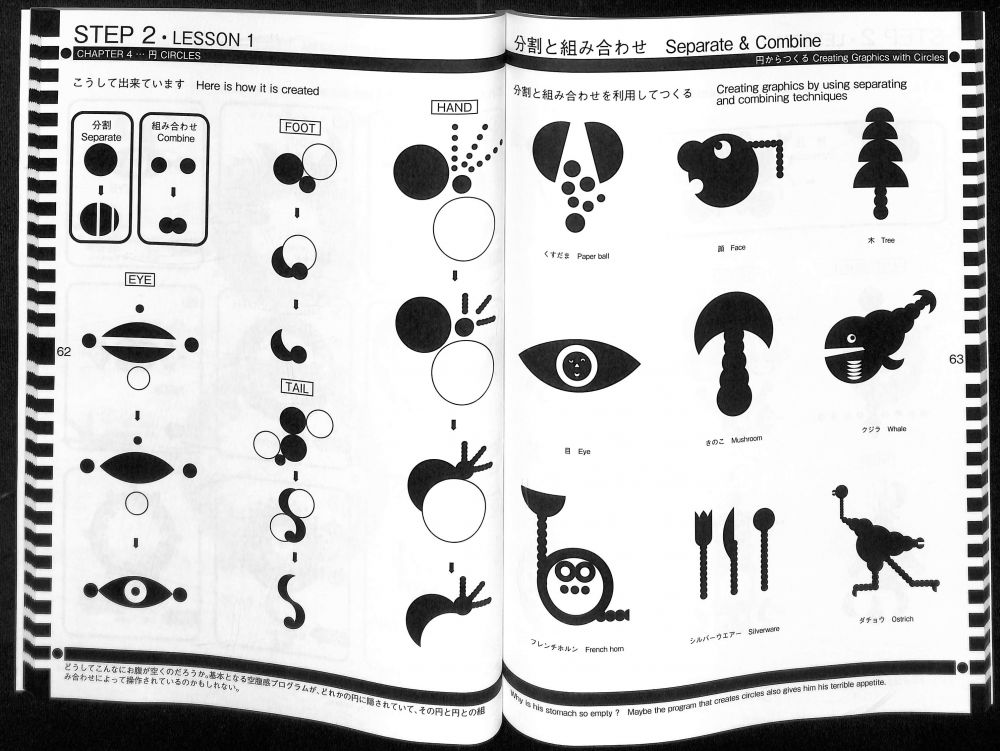 STEP 2・LESSON 1
CHAPTER 4 … 円 CIRCLES
こうして出来ています Here is how it is created
分割
Separate
組み合わせ
Combine
EYE
FOOT
TAIL
HAND
62
どうしてこんなにお腹が空くのだろうか。基本となる空腹感プログラムが、どれかの円に隠されていて、その円と円との組
み合わせによって操作されているのかもしれない。
分割と組み合わせ Separate & Combine
円からつくる Creating Graphics with Circles
分割と組み合わせを利用してつくる
Creating graphics by using separating
and combining techniques
くすだま Paper ball
顔 Face
木 Tree
目 Eye
きのこ Mushroom
クジラ Whale
フレンチホルン French horn
シルバーウエアー Silverware
ダチョウ Ostrich
63
Why is his stomach so empty ? Maybe the program that creates circles also gives him his terrible appetite.